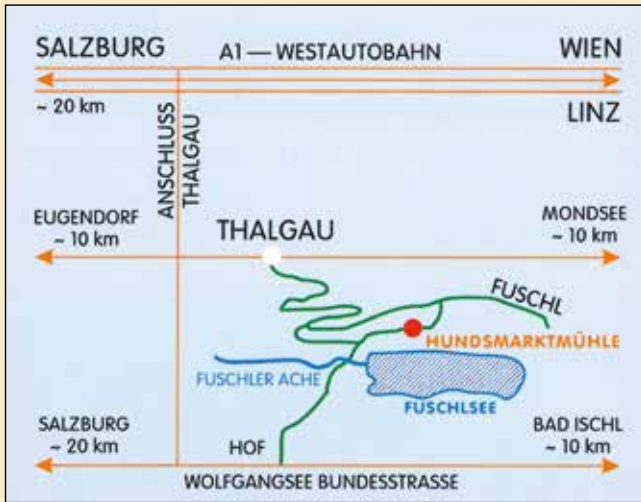 SALZBURG
A1 — WESTAUTOBAHN
WIEN
~ 20 km
LINZ
ANSCHLUSS
THALGAU
EUGENDORF
~ 10 km
THALGAU
MONDSEE
~ 10 km
FUSCHL
HUNDSMARKTMÜHLE
FUSCHLER ACHE
FUSCHLSEE
SALZBURG
~ 20 km
HOF
BAD ISCHL
~ 10 km
WOLFGANGSEE BUNDESSTRASSE